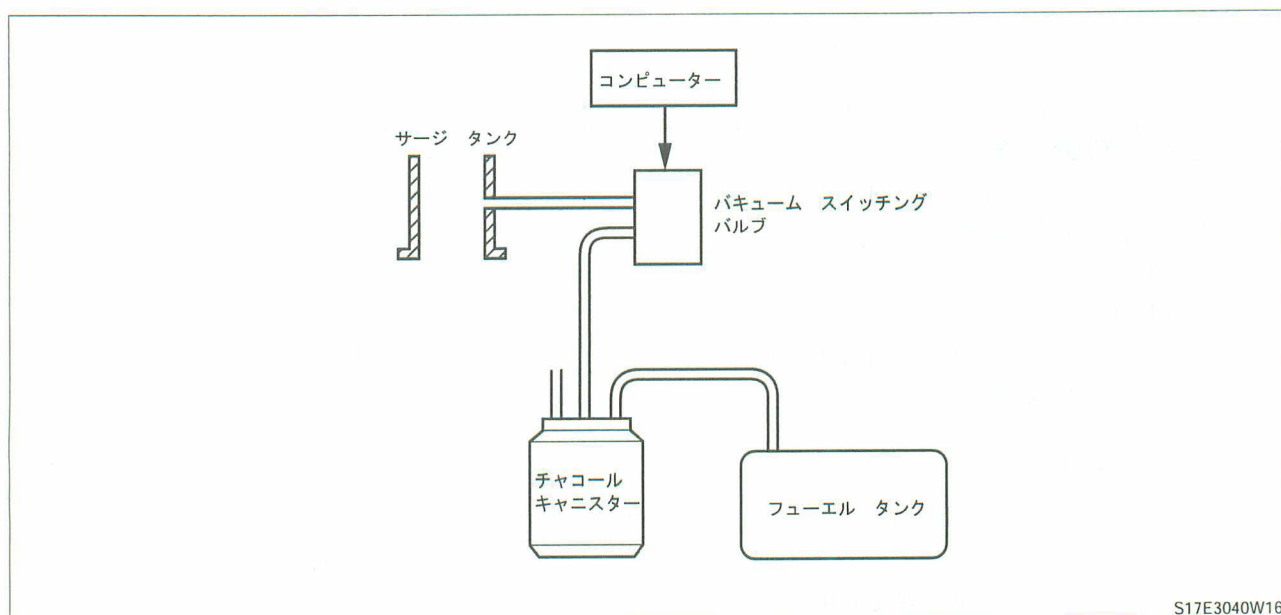 コンピューター
サージ　タンク
バキューム　スイッチング
バルブ
チャコール
キャニスター
フューエル　タンク
S17E3040W16